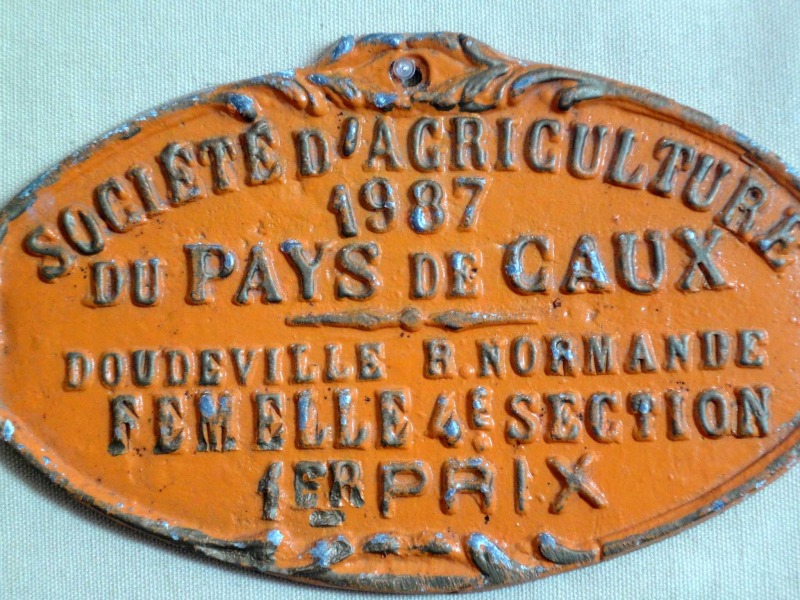 SOCIÉTÉ D'AGRICULTURE
1987
DU PAYS DE CAUX
DOUDEVILLE R. NORMANDE
FEMELLE 4E SECTION
1ER PRIX